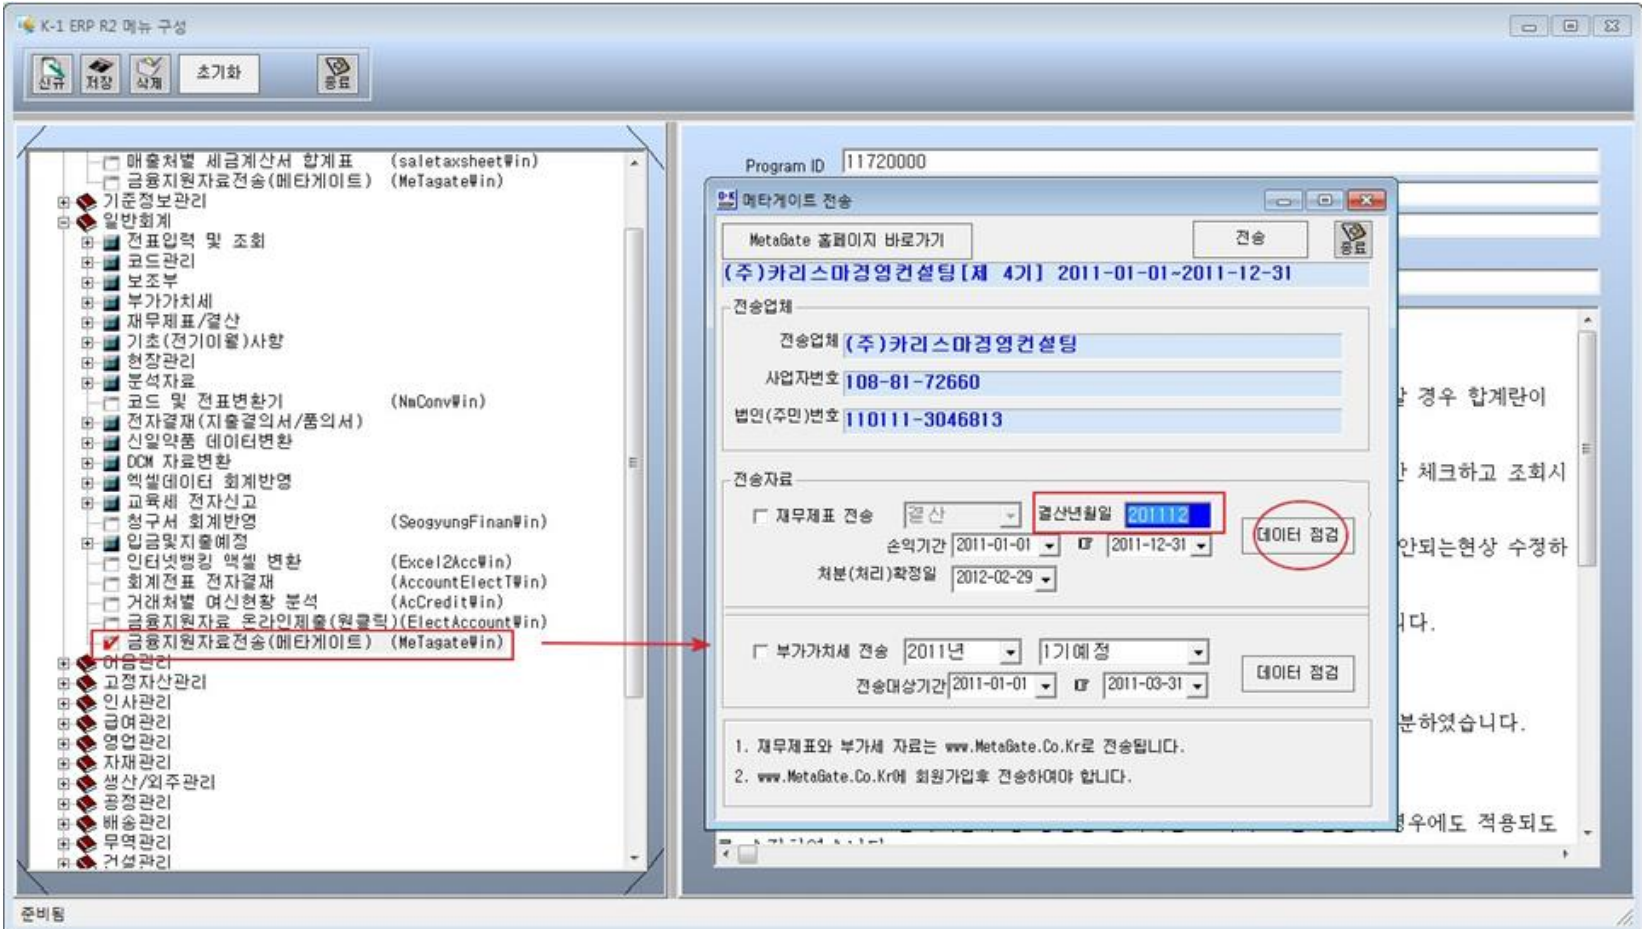 K-1 ERP R2 메뉴 구성
신규 저장 삭제 초기화 종료
매출처별 세금계산서 합계표 (saletaxsheet₩in)
금융지원자료전송(메타게이트) (MeTagate₩in)
기준정보관리
일반회계
전표입력 및 조회
코드관리
보조부
부가가치세
재무제표/결산
기초(전기이월)사항
현장관리
분석자료
코드 및 전표변환기 (NmConv₩in)
전자결재(지출결의서/품의서)
신일약품 데이터변환
DCM 자료변환
엑셀데이터 회계반영
교육세 전자신고
청구서 회계반영 (SeogyungFinan₩in)
입금및지출예정
인터넷뱅킹 액셀 변환 (Excel2Acc₩in)
회계전표 전자결재 (AccountElectT₩in)
거래처별 여신현황 분석 (AcCredit₩in)
금융지원자료 온라인제출(원클릭)(ElectAccount₩in)
금융지원자료전송(메타게이트) (MeTagate₩in)
어음관리
고정자산관리
인사관리
급여관리
영업관리
자재관리
생산/외주관리
공정관리
배송관리
무역관리
건설관리
준비됨
Program ID 11720000
메타게이트 전송
MetaGate 홈페이지 바로가기 전송 종료
(주)카리스마경영컨설팅[제 4기] 2011-01-01~2011-12-31
전송업체
전송업체 (주)카리스마경영컨설팅
사업자번호 108-81-72660
법인(주민)번호 110111-3046813
전송자료
재무제표 전송 결산 결산년월일 201112 데이터 점검
손익기간 2011-01-01 ☞ 2011-12-31
처분(처리)확정일 2012-02-29
부가가치세 전송 2011년 1기예정 데이터 점검
전송대상기간 2011-01-01 ☞ 2011-03-31
1. 재무제표와 부가세 자료는 www.MetaGate.Co.Kr로 전송됩니다.
2. www.MetaGate.Co.Kr에 회원가입후 전송하여야 합니다.
할 경우 합계란이
체크하고 조회시
안되는현상 수정하
니다.
분하였습니다.
경우에도 적용되도